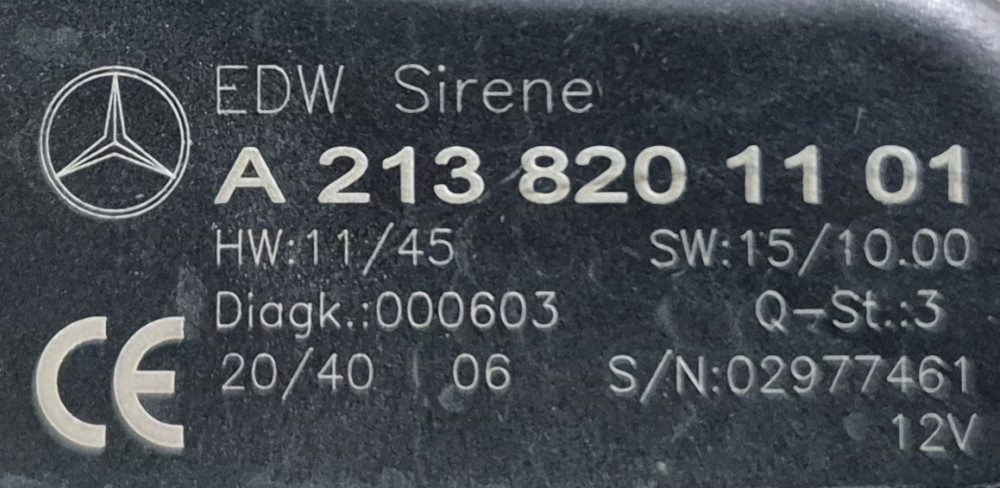 EDW Sirene
A 213 820 11 01
HW:11/45 SW:15/10.00
Diagk.:000603 Q-St.:3
20/40 06 S/N:02977461
12V
CE